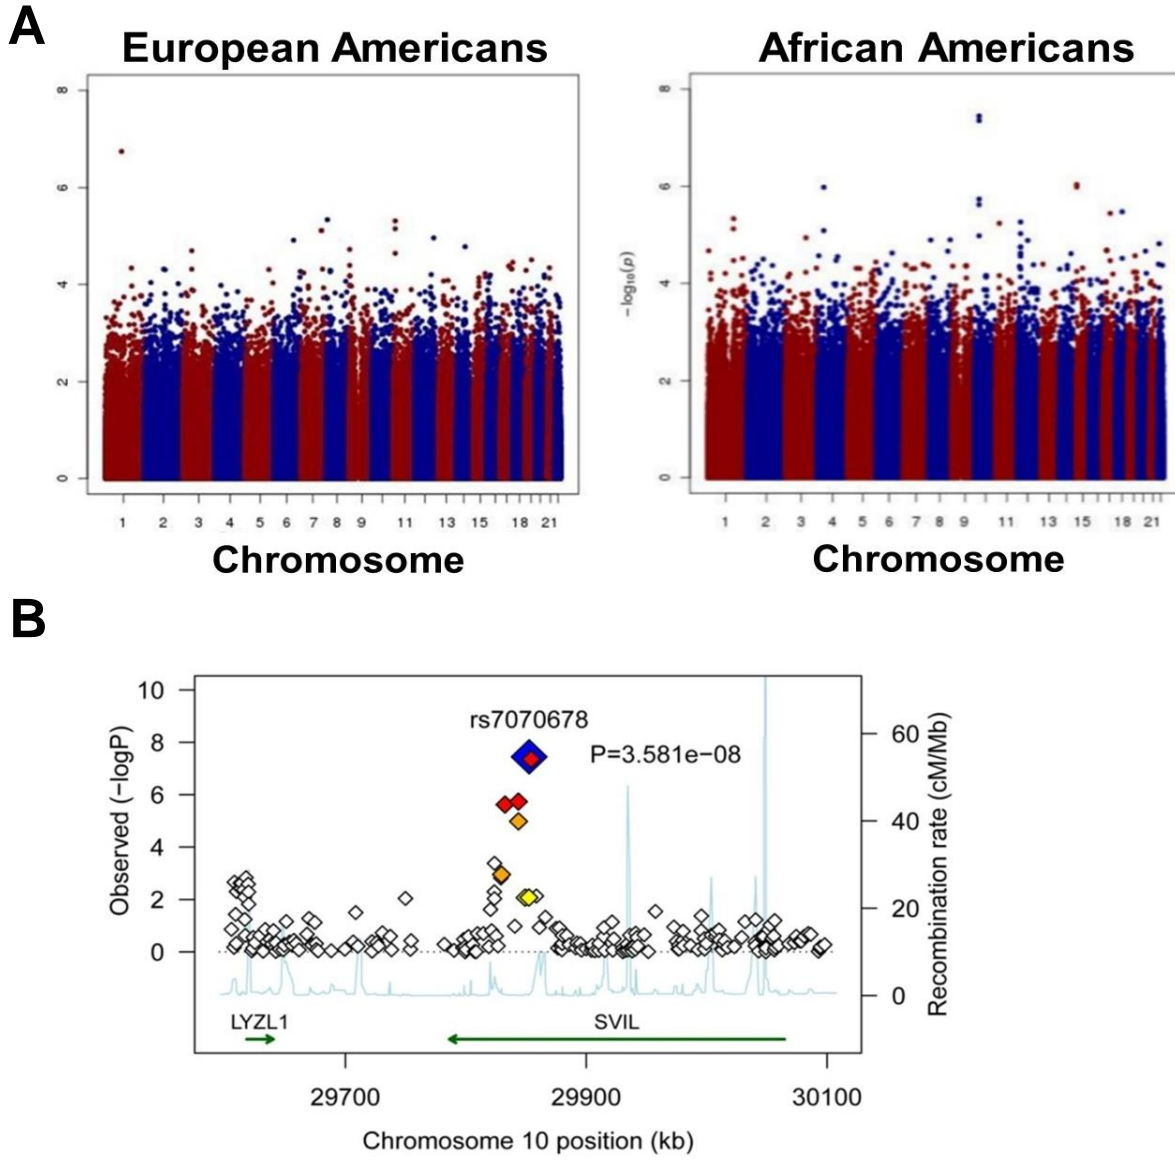 A
European Americans
African Americans
8
6
4
2
0
1 2 3 4 5 6 7 8 9 11 13 15 18 21
Chromosome
−log10(p)
8
6
4
2
0
1 2 3 4 5 6 7 8 9 11 13 15 18 21
Chromosome
B
Observed (−logP)
10
8
6
4
2
0
rs7070678
P=3.581e−08
60
40
20
0
Recombination rate (cM/Mb)
LYZL1
SVIL
29700 29900 30100
Chromosome 10 position (kb)